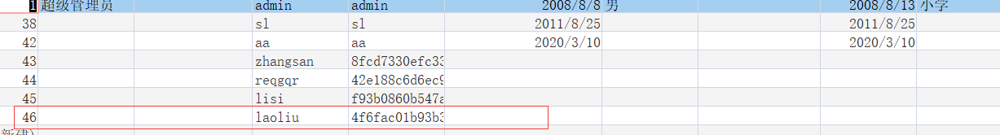 1 超级管理员 admin admin 2008/8/8 男 2008/8/13 小字
38 sl sl 2011/8/25 2011/8/25
42 aa aa 2020/3/10 2020/3/10
43 zhangsan 8fcd7330efc33
44 reqgqr 42e188c6d6ec9
45 lisi f93b0860b547a
46 laoliu 4f6fac01b93b3
新建)